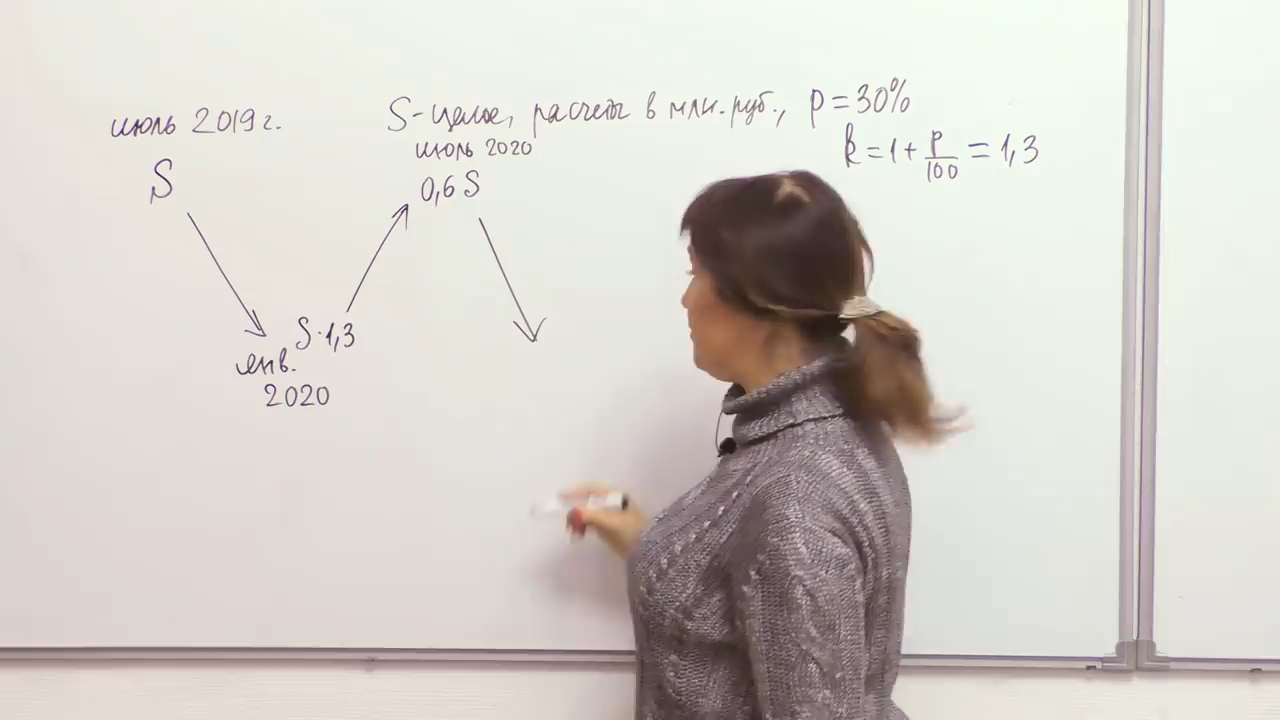 июль 2019 г.
S - целое, расчеты в млн. руб., p = 30%
k = 1 + p/100 = 1,3
S
июль 2020
0,6 S
S · 1,3
янв.
2020